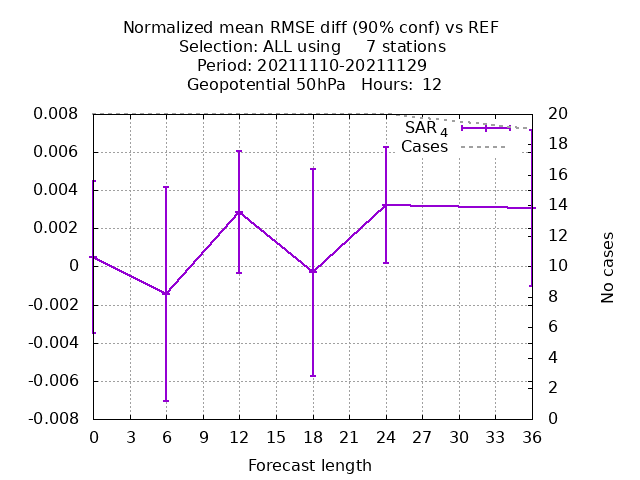 Normalized mean RMSE diff (90% conf) vs REF
Selection: ALL using 7 stations
Period: 20211110-20211129
Geopotential 50hPa Hours: 12
0.008
0.006
0.004
0.002
0
-0.002
-0.004
-0.006
-0.008
SAR 4
Cases
20
18
16
14
12
10
8
6
4
2
0
No cases
0 3 6 9 12 15 18 21 24 27 30 33 36
Forecast length